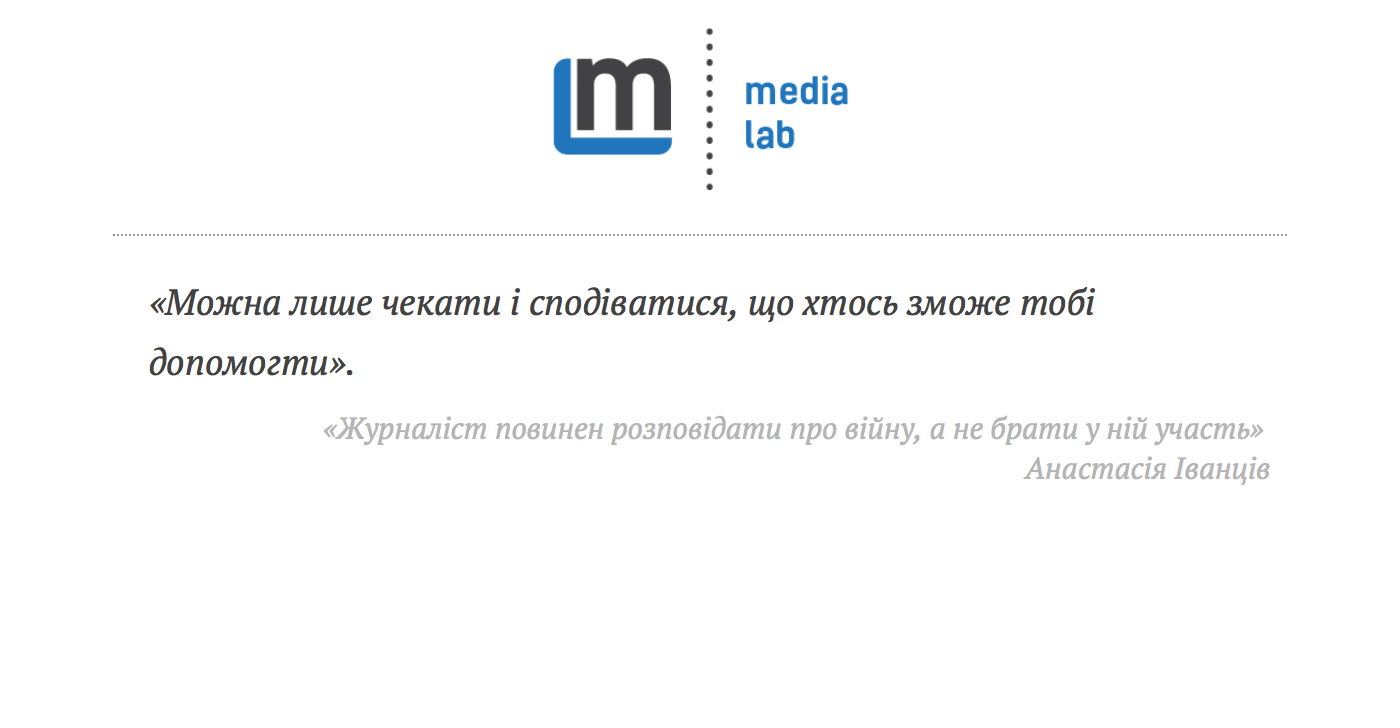 m
media
lab
«Можна лише чекати і сподіватися, що хтось зможе тобі
допомогти».
«Журналіст повинен розповідати про війну, а не брати у ній участь»
Анастасія Іванців